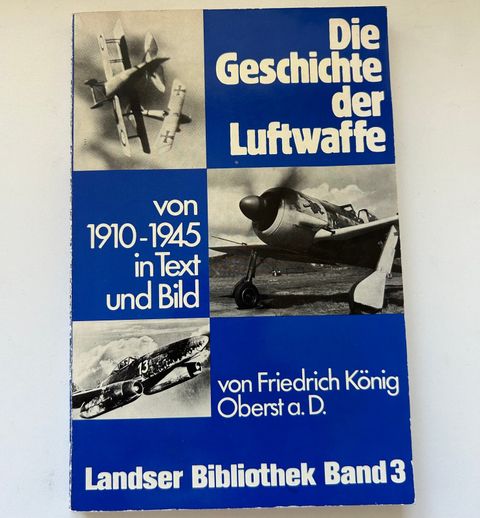 Die
Geschichte
der
Luftwaffe
von
1910-1945
in Text
und Bild
13
von Friedrich König
Oberst a. D.
Landser Bibliothek Band 3